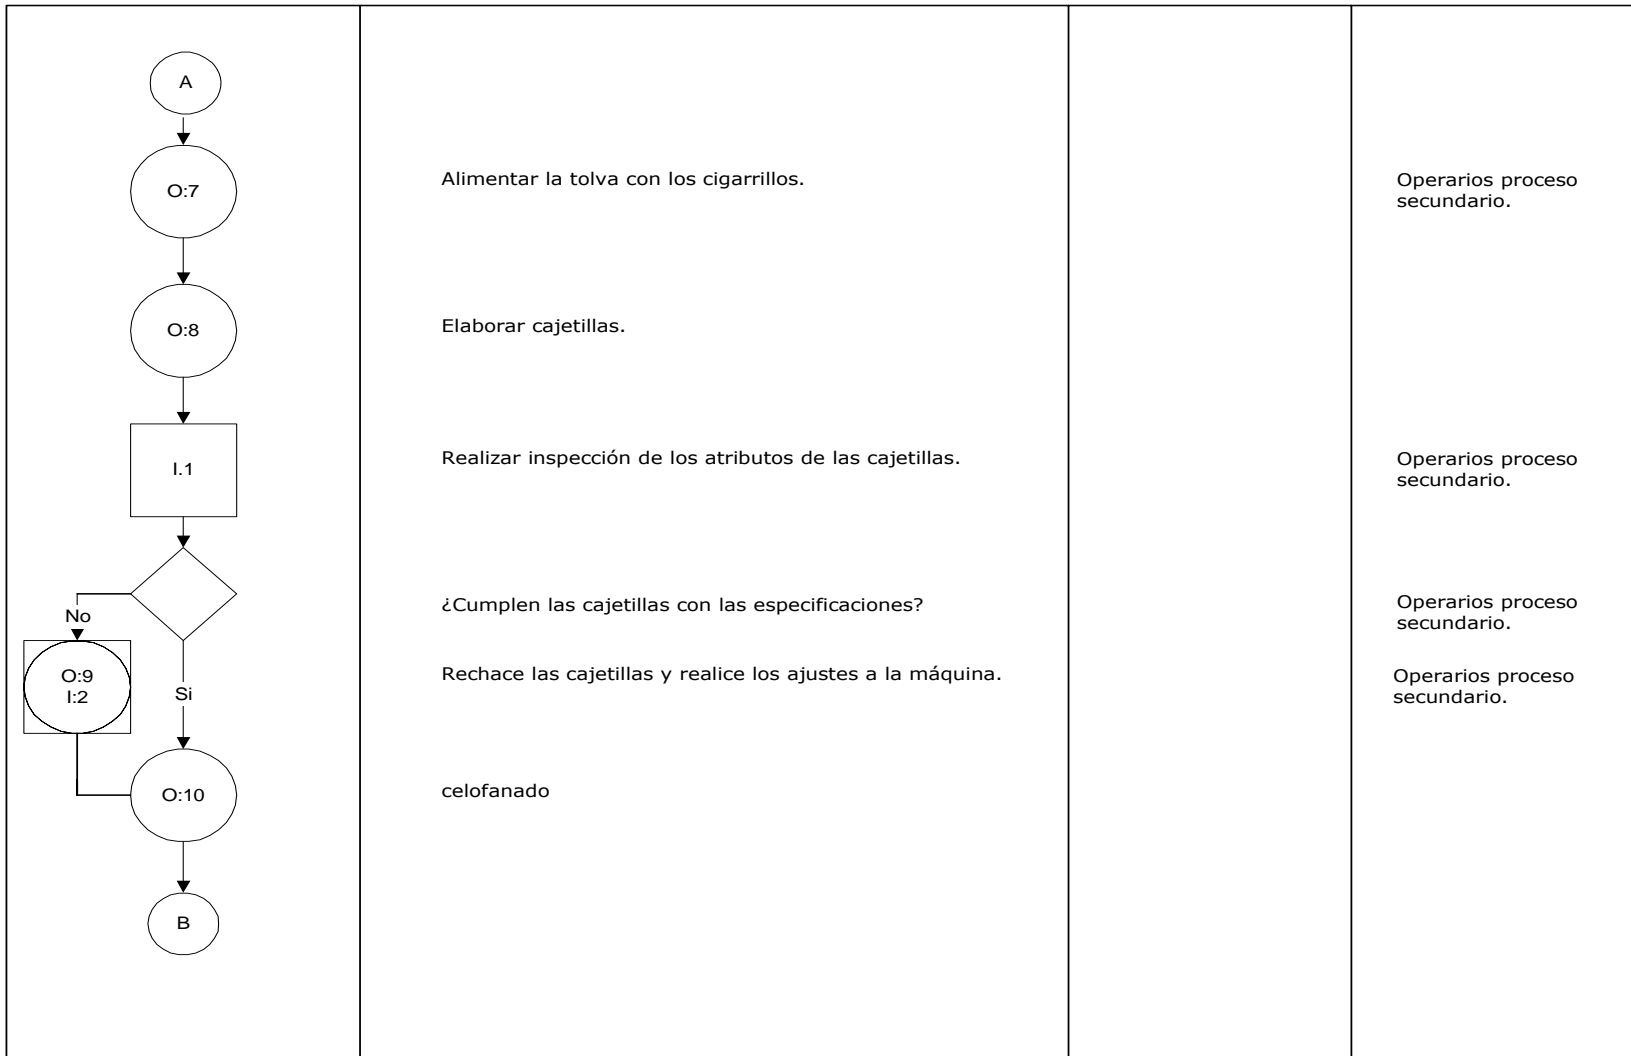 A
O:7
Alimentar la tolva con los cigarrillos.
Operarios proceso
secundario.
O:8
Elaborar cajetillas.
I.1
Realizar inspección de los atributos de las cajetillas.
Operarios proceso
secundario.
No
¿Cumplen las cajetillas con las especificaciones?
Operarios proceso
secundario.
O:9
I:2
Si
Rechace las cajetillas y realice los ajustes a la máquina.
Operarios proceso
secundario.
O:10
celofanado
B